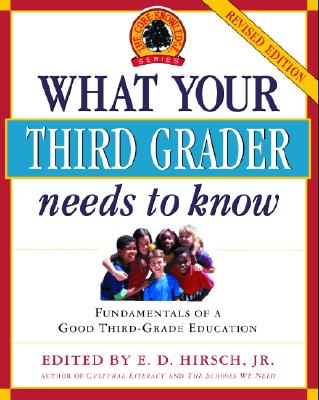 THE CORE KNOWLEDGE
SERIES
REVISED EDITION
WHAT YOUR
THIRD GRADER
needs to know
FUNDAMENTALS OF A
GOOD THIRD-GRADE EDUCATION
EDITED BY E. D. HIRSCH, JR.
AUTHOR OF CULTURAL LITERACY AND THE SCHOOLS WE NEED